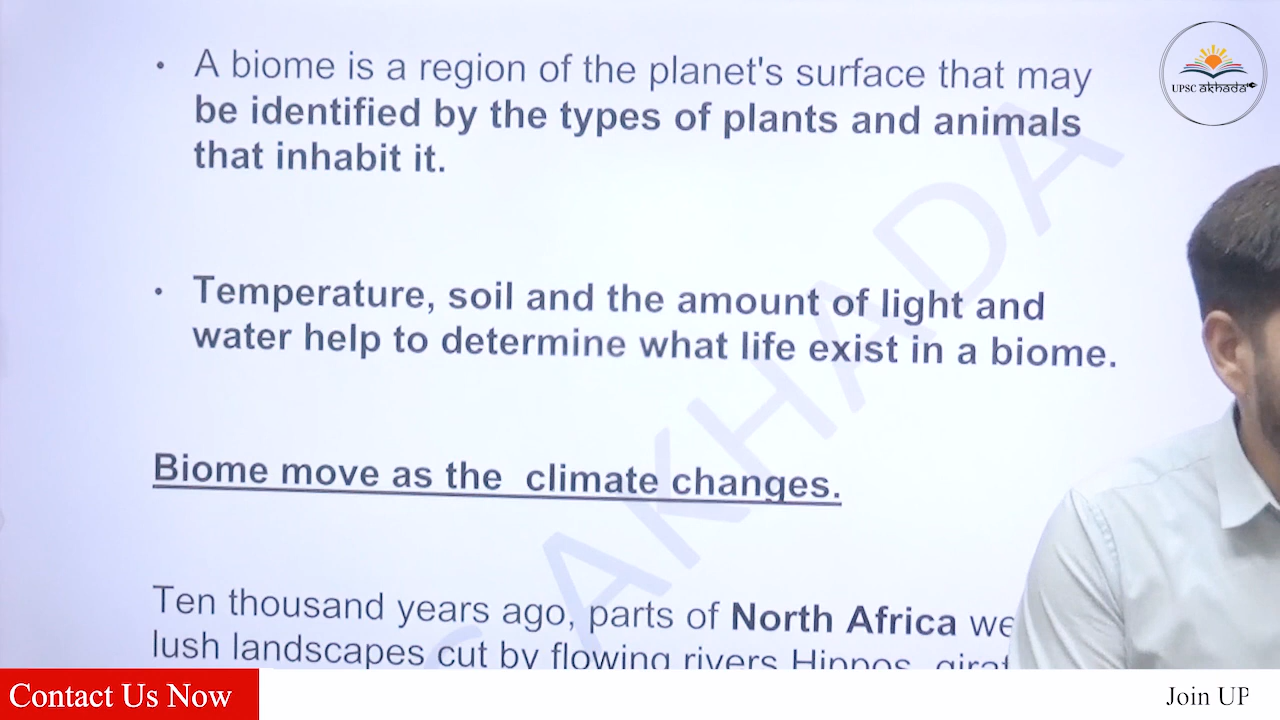 • A biome is a region of the planet's surface that may
be identified by the types of plants and animals
that inhabit it.
• Temperature, soil and the amount of light and
water help to determine what life exist in a biome.
Biome move as the climate changes.
Ten thousand years ago, parts of North Africa we
lush landscapes cut by flowing rivers Hippos, giraf
UPSC akhada
AKHADA
Contact Us Now
Join UP